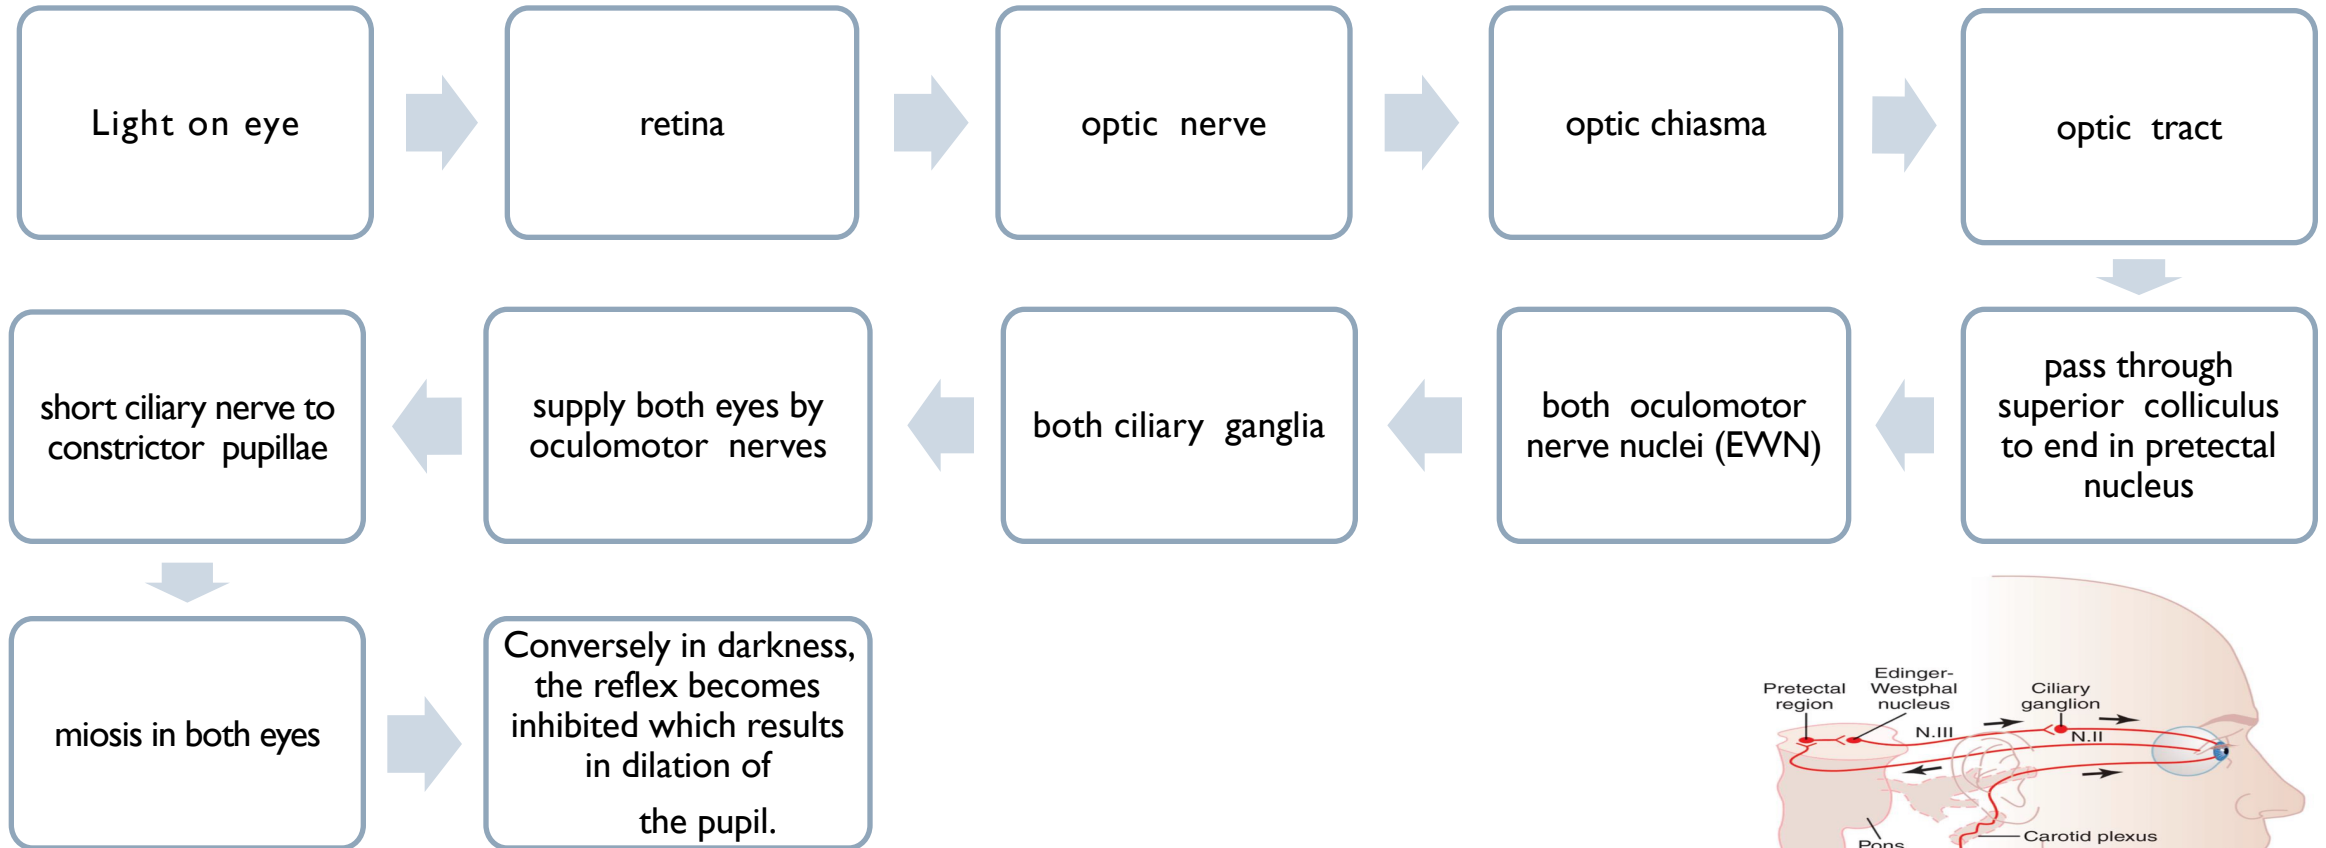 Light on eye
retina
optic nerve
optic chiasma
optic tract
pass through
superior colliculus
to end in pretectal
nucleus
both oculomotor
nerve nuclei (EWN)
both ciliary ganglia
supply both eyes by
oculomotor nerves
short ciliary nerve to
constrictor pupillae
miosis in both eyes
Conversely in darkness,
the reflex becomes
inhibited which results
in dilation of
the pupil.
Pretectal
region
Edinger-
Westphal
nucleus
Ciliary
ganglion
N.III
N.II
Carotid plexus
Pons